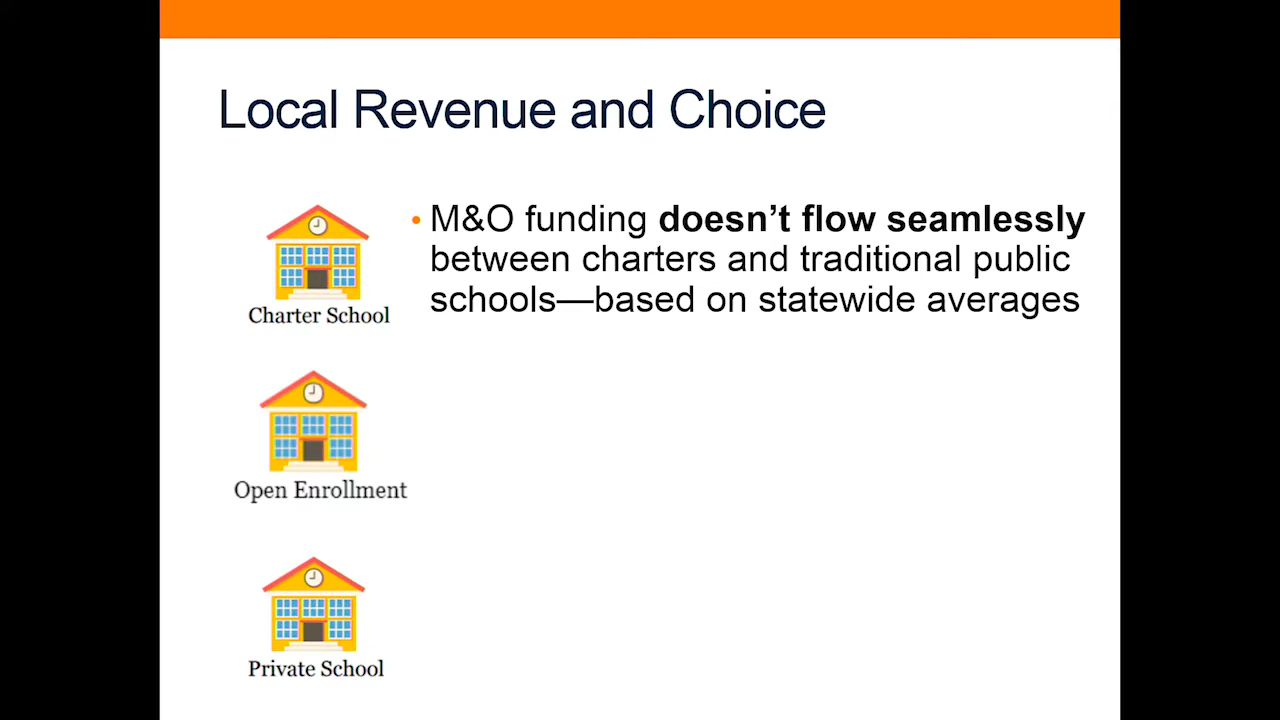 Local Revenue and Choice
• M&O funding doesn’t flow seamlessly
between charters and traditional public
schools—based on statewide averages
Charter School
Open Enrollment
Private School